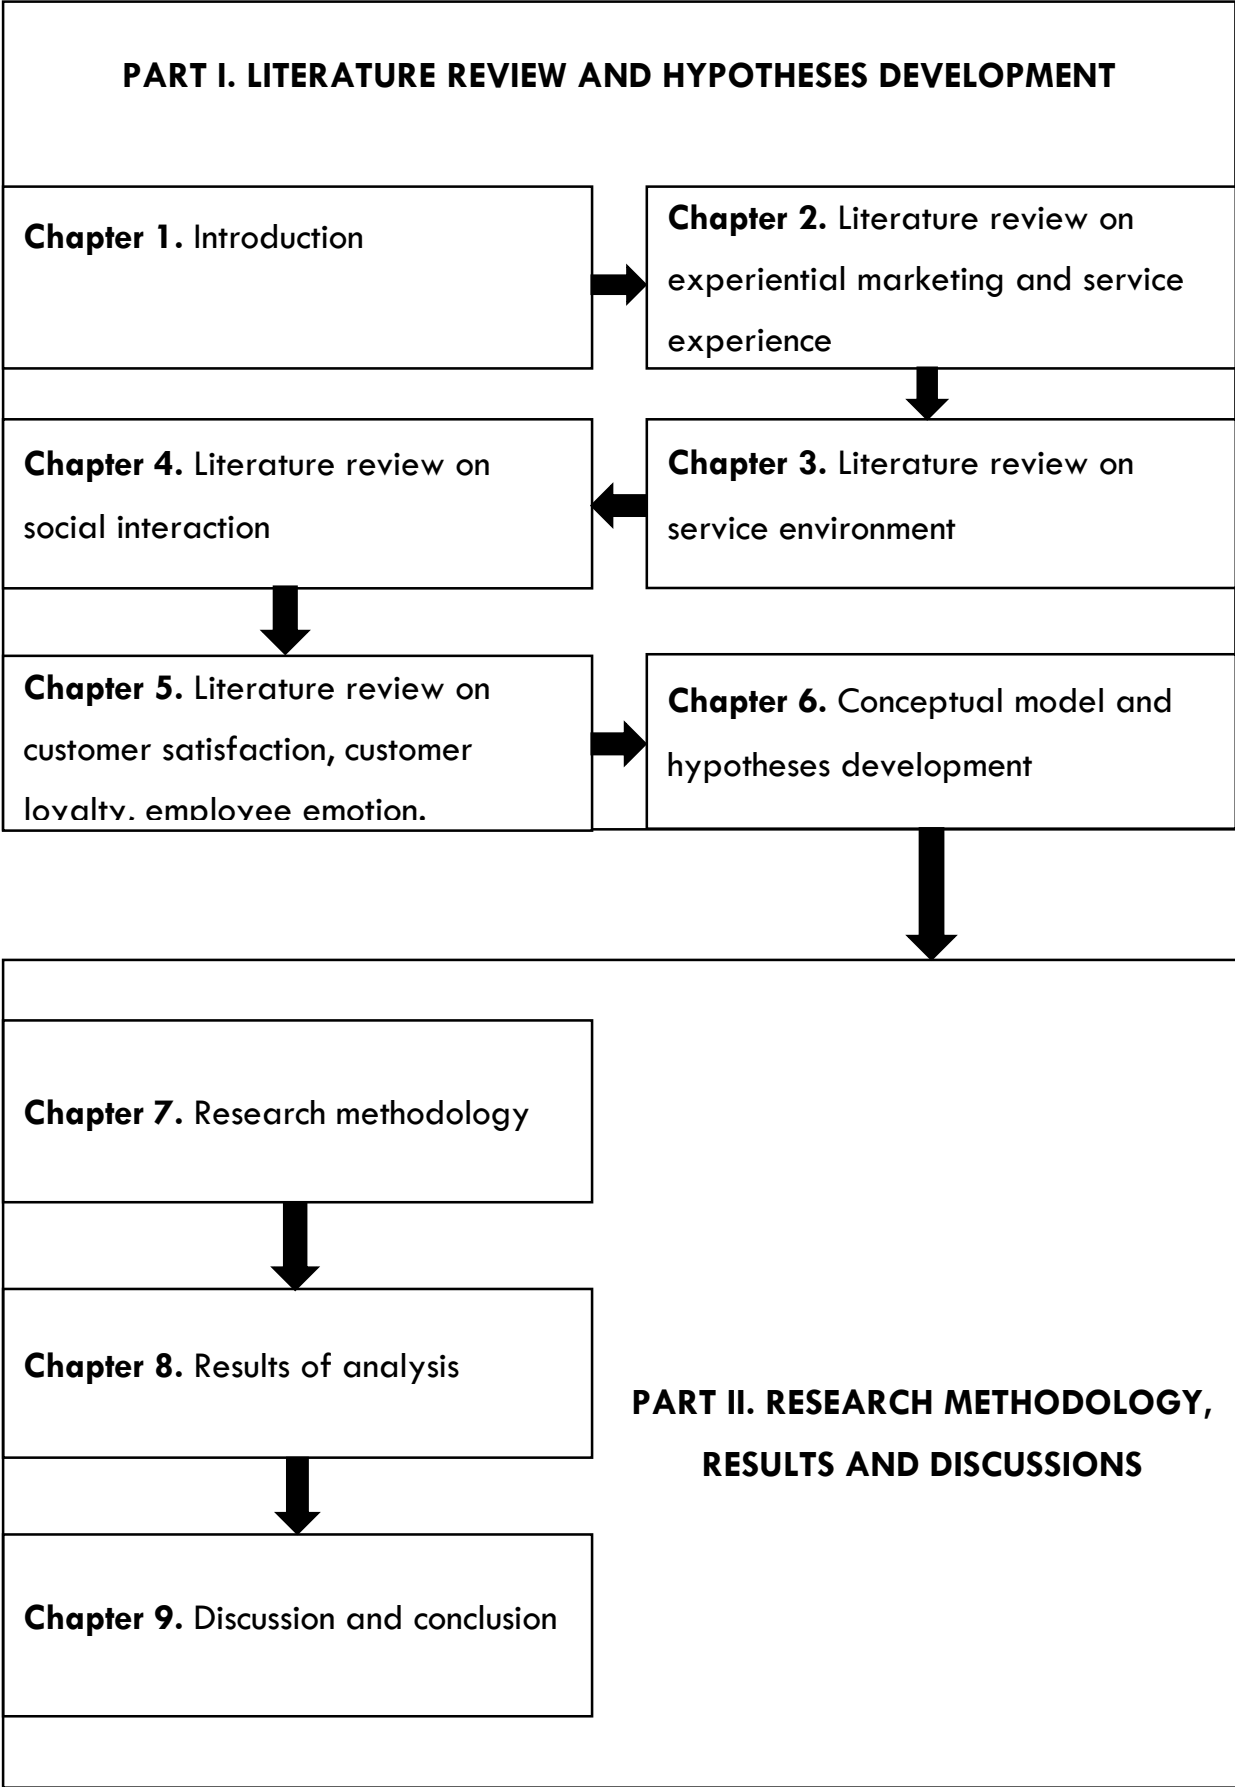 PART I. LITERATURE REVIEW AND HYPOTHESES DEVELOPMENT
Chapter 1. Introduction
Chapter 2. Literature review on
experiential marketing and service
experience
Chapter 3. Literature review on
service environment
Chapter 4. Literature review on
social interaction
Chapter 5. Literature review on
customer satisfaction, customer
loyalty, employee emotion.
Chapter 6. Conceptual model and
hypotheses development
Chapter 7. Research methodology
Chapter 8. Results of analysis
Chapter 9. Discussion and conclusion
PART II. RESEARCH METHODOLOGY,
RESULTS AND DISCUSSIONS